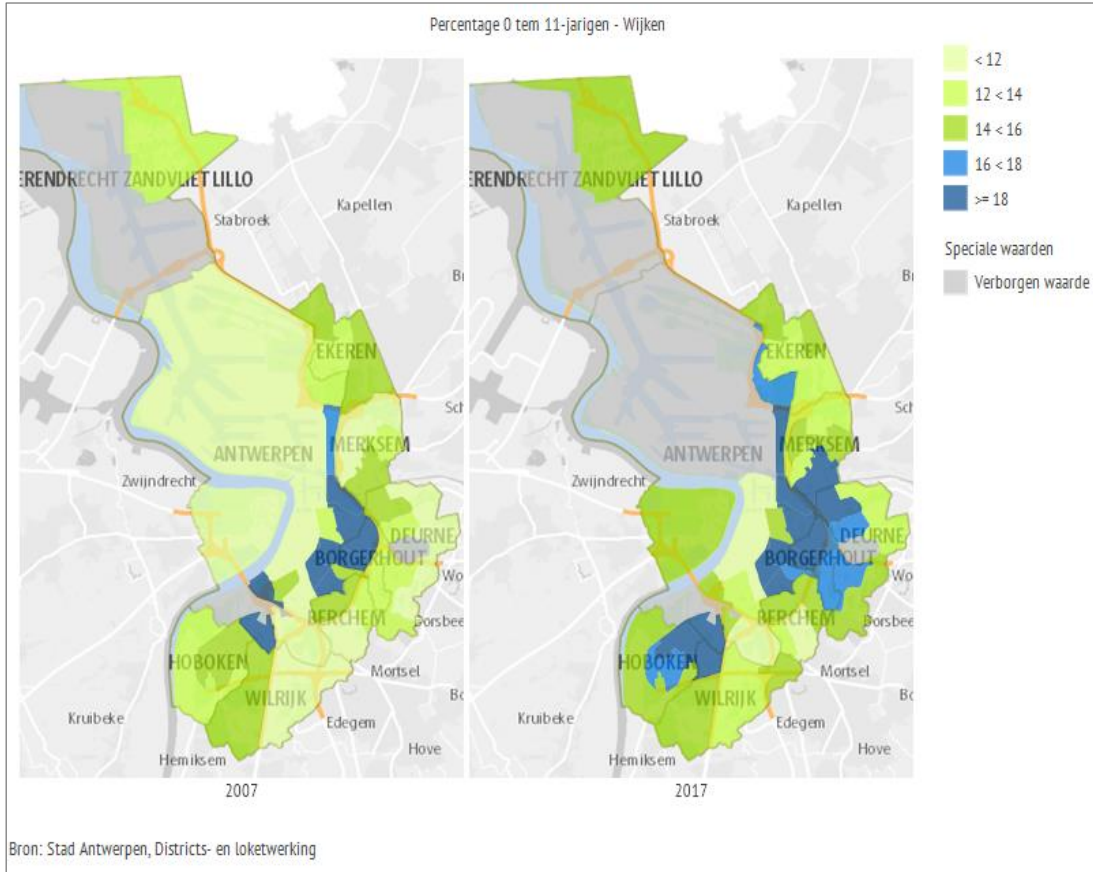 Percentage 0 tem 11-jarigen - Wijken
< 12
12 < 14
14 < 16
16 < 18
>= 18
Speciale waarden
Verborgen waarde
ERENDRECHT ZANDVLIET LILLO
Stabroek
Kapellen
EKEREN
MERKSEM
ANTWERPEN
Zwijndrecht
DEURNE
BORGERHOUT
BERCHEM
HOBOKEN
Mortsel
WILRIJK
Kruibeke
Edegem
Hove
Hemiksem
2007
ERENDRECHT ZANDVLIET LILLO
Stabroek
Kapellen
EKEREN
MERKSEM
ANTWERPEN
Zwijndrecht
DEURNE
BORGERHOUT
BERCHEM
HOBOKEN
Mortsel
WILRIJK
Kruibeke
Edegem
Hove
Hemiksem
2017
Bron: Stad Antwerpen, Districts- en loketwerking